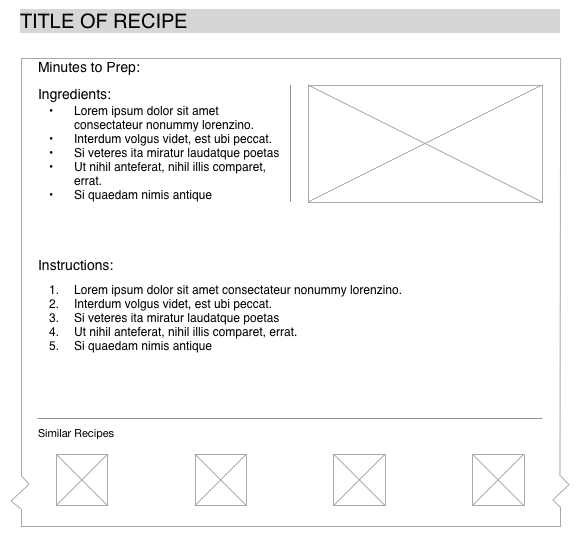 TITLE OF RECIPE
Minutes to Prep:
Ingredients:
• Lorem ipsum dolor sit amet
consectateur nonummy lorenzino.
• Interdum volgus videt, est ubi peccat.
• Si veteres ita miratur laudatque poetas
• Ut nihil anteferat, nihil illis comparet,
errat.
• Si quaedam nimis antique
Instructions:
1. Lorem ipsum dolor sit amet consectateur nonummy lorenzino.
2. Interdum volgus videt, est ubi peccat.
3. Si veteres ita miratur laudatque poetas
4. Ut nihil anteferat, nihil illis comparet, errat.
5. Si quaedam nimis antique
Similar Recipes